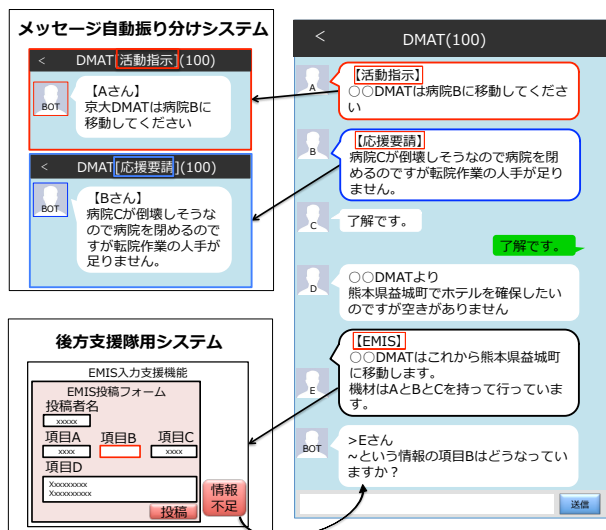 メッセージ自動振り分けシステム
< DMAT[活動指示](100)
BOT
【Aさん】
京大DMATは病院Bに
移動してください
< DMAT[応援要請](100)
BOT
【Bさん】
病院Cが倒壊しそうな
ので病院を閉めるので
すが転院作業の人手が
足りません。
後方支援隊用システム
EMIS入力支援機能
EMIS投稿フォーム
投稿者名
xxxxx
項目A 項目B 項目C
xxxx
xxxx
項目D
Xxxxxxxxx
Xxxxxxxxxx
投稿
情報
不足
< DMAT(100)
A
【活動指示】
○○DMATは病院Bに移動してくださ
い
B
【応援要請】
病院Cが倒壊しそうなので病院を閉
めるのですが転院作業の人手が足り
ません。
C
了解です。
了解です。
D
○○DMATより
熊本県益城町でホテルを確保したい
のですが空きがありません
E
【EMIS】
○○DMATはこれから熊本県益城町
に移動します。
機材はAとBとCを持って行っていま
す。
BOT
>Eさん
~という情報の項目Bはどうなってい
ますか？
送信